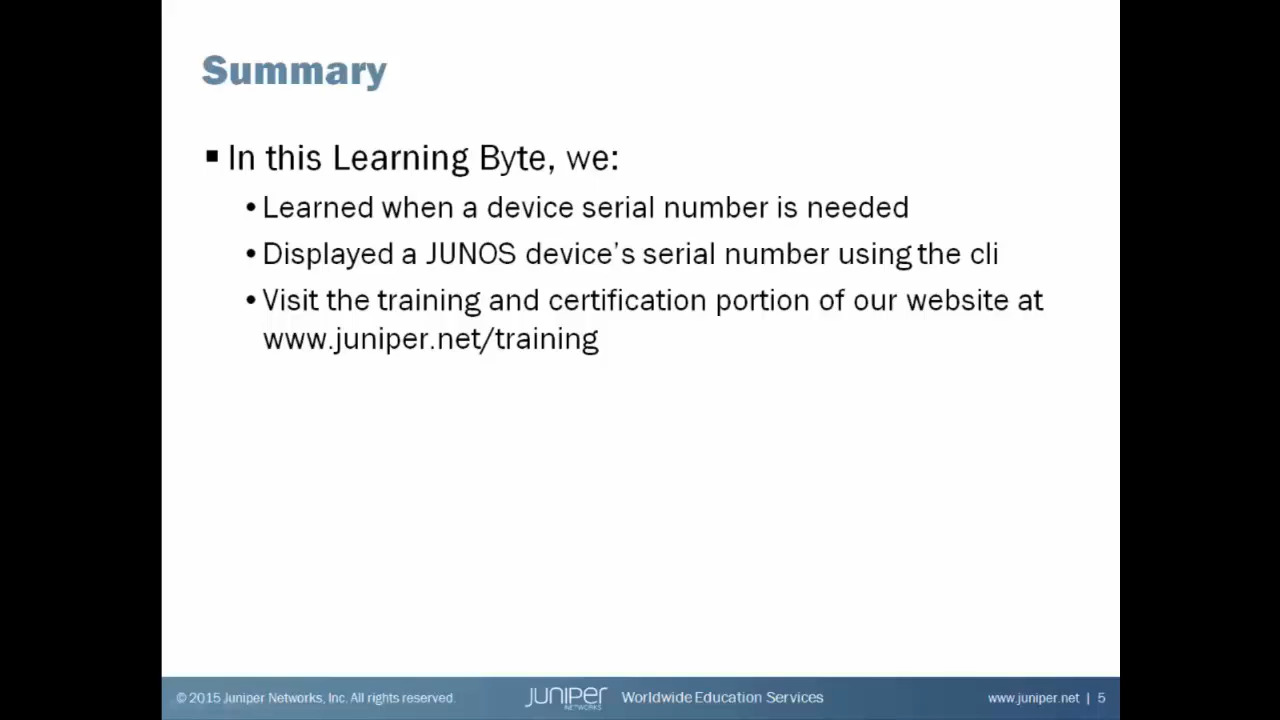 Summary
▪ In this Learning Byte, we:
• Learned when a device serial number is needed
• Displayed a JUNOS device's serial number using the cli
• Visit the training and certification portion of our website at
www.juniper.net/training
© 2015 Juniper Networks, Inc. All rights reserved.
JUNIPER
NETWORKS
Worldwide Education Services
www.juniper.net | 5